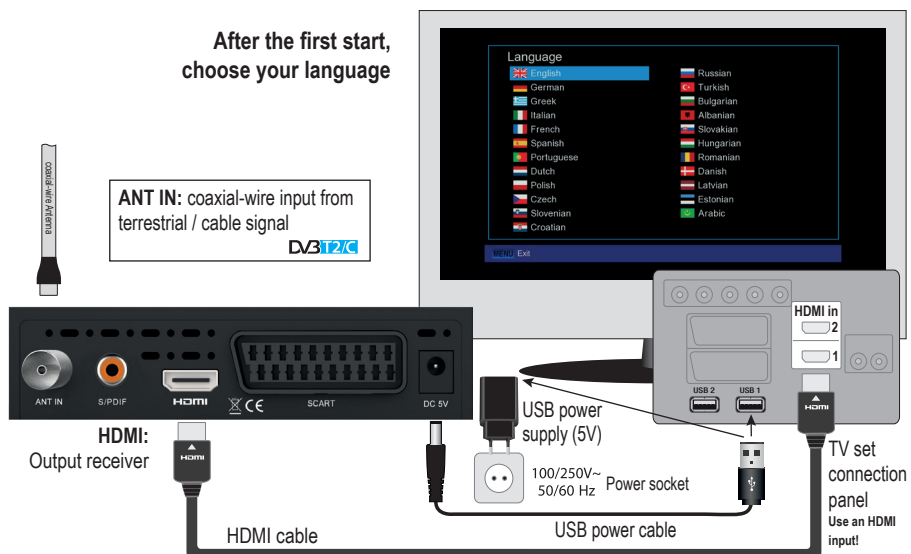 After the first start,
choose your language
Language
English
German
Greek
Italian
French
Spanish
Portuguese
Dutch
Polish
Czech
Slovenian
Croatian
Russian
Turkish
Bulgarian
Albanian
Slovakian
Hungarian
Romanian
Danish
Latvian
Estonian
Arabic
MENU Exit
coaxial-wire Antenna
ANT IN: coaxial-wire input from
terrestrial / cable signal
DVB T2/C
HDMI in
2
1
USB 2
USB 1
HDMI
ANT IN
S/PDIF
HDMI
CE
SCART
DC 5V
HDMI:
Output receiver
HDMI
USB power
supply (5V)
100/250V~
50/60 Hz
Power socket
TV set
connection
panel
Use an HDMI
input!
HDMI cable
USB power cable